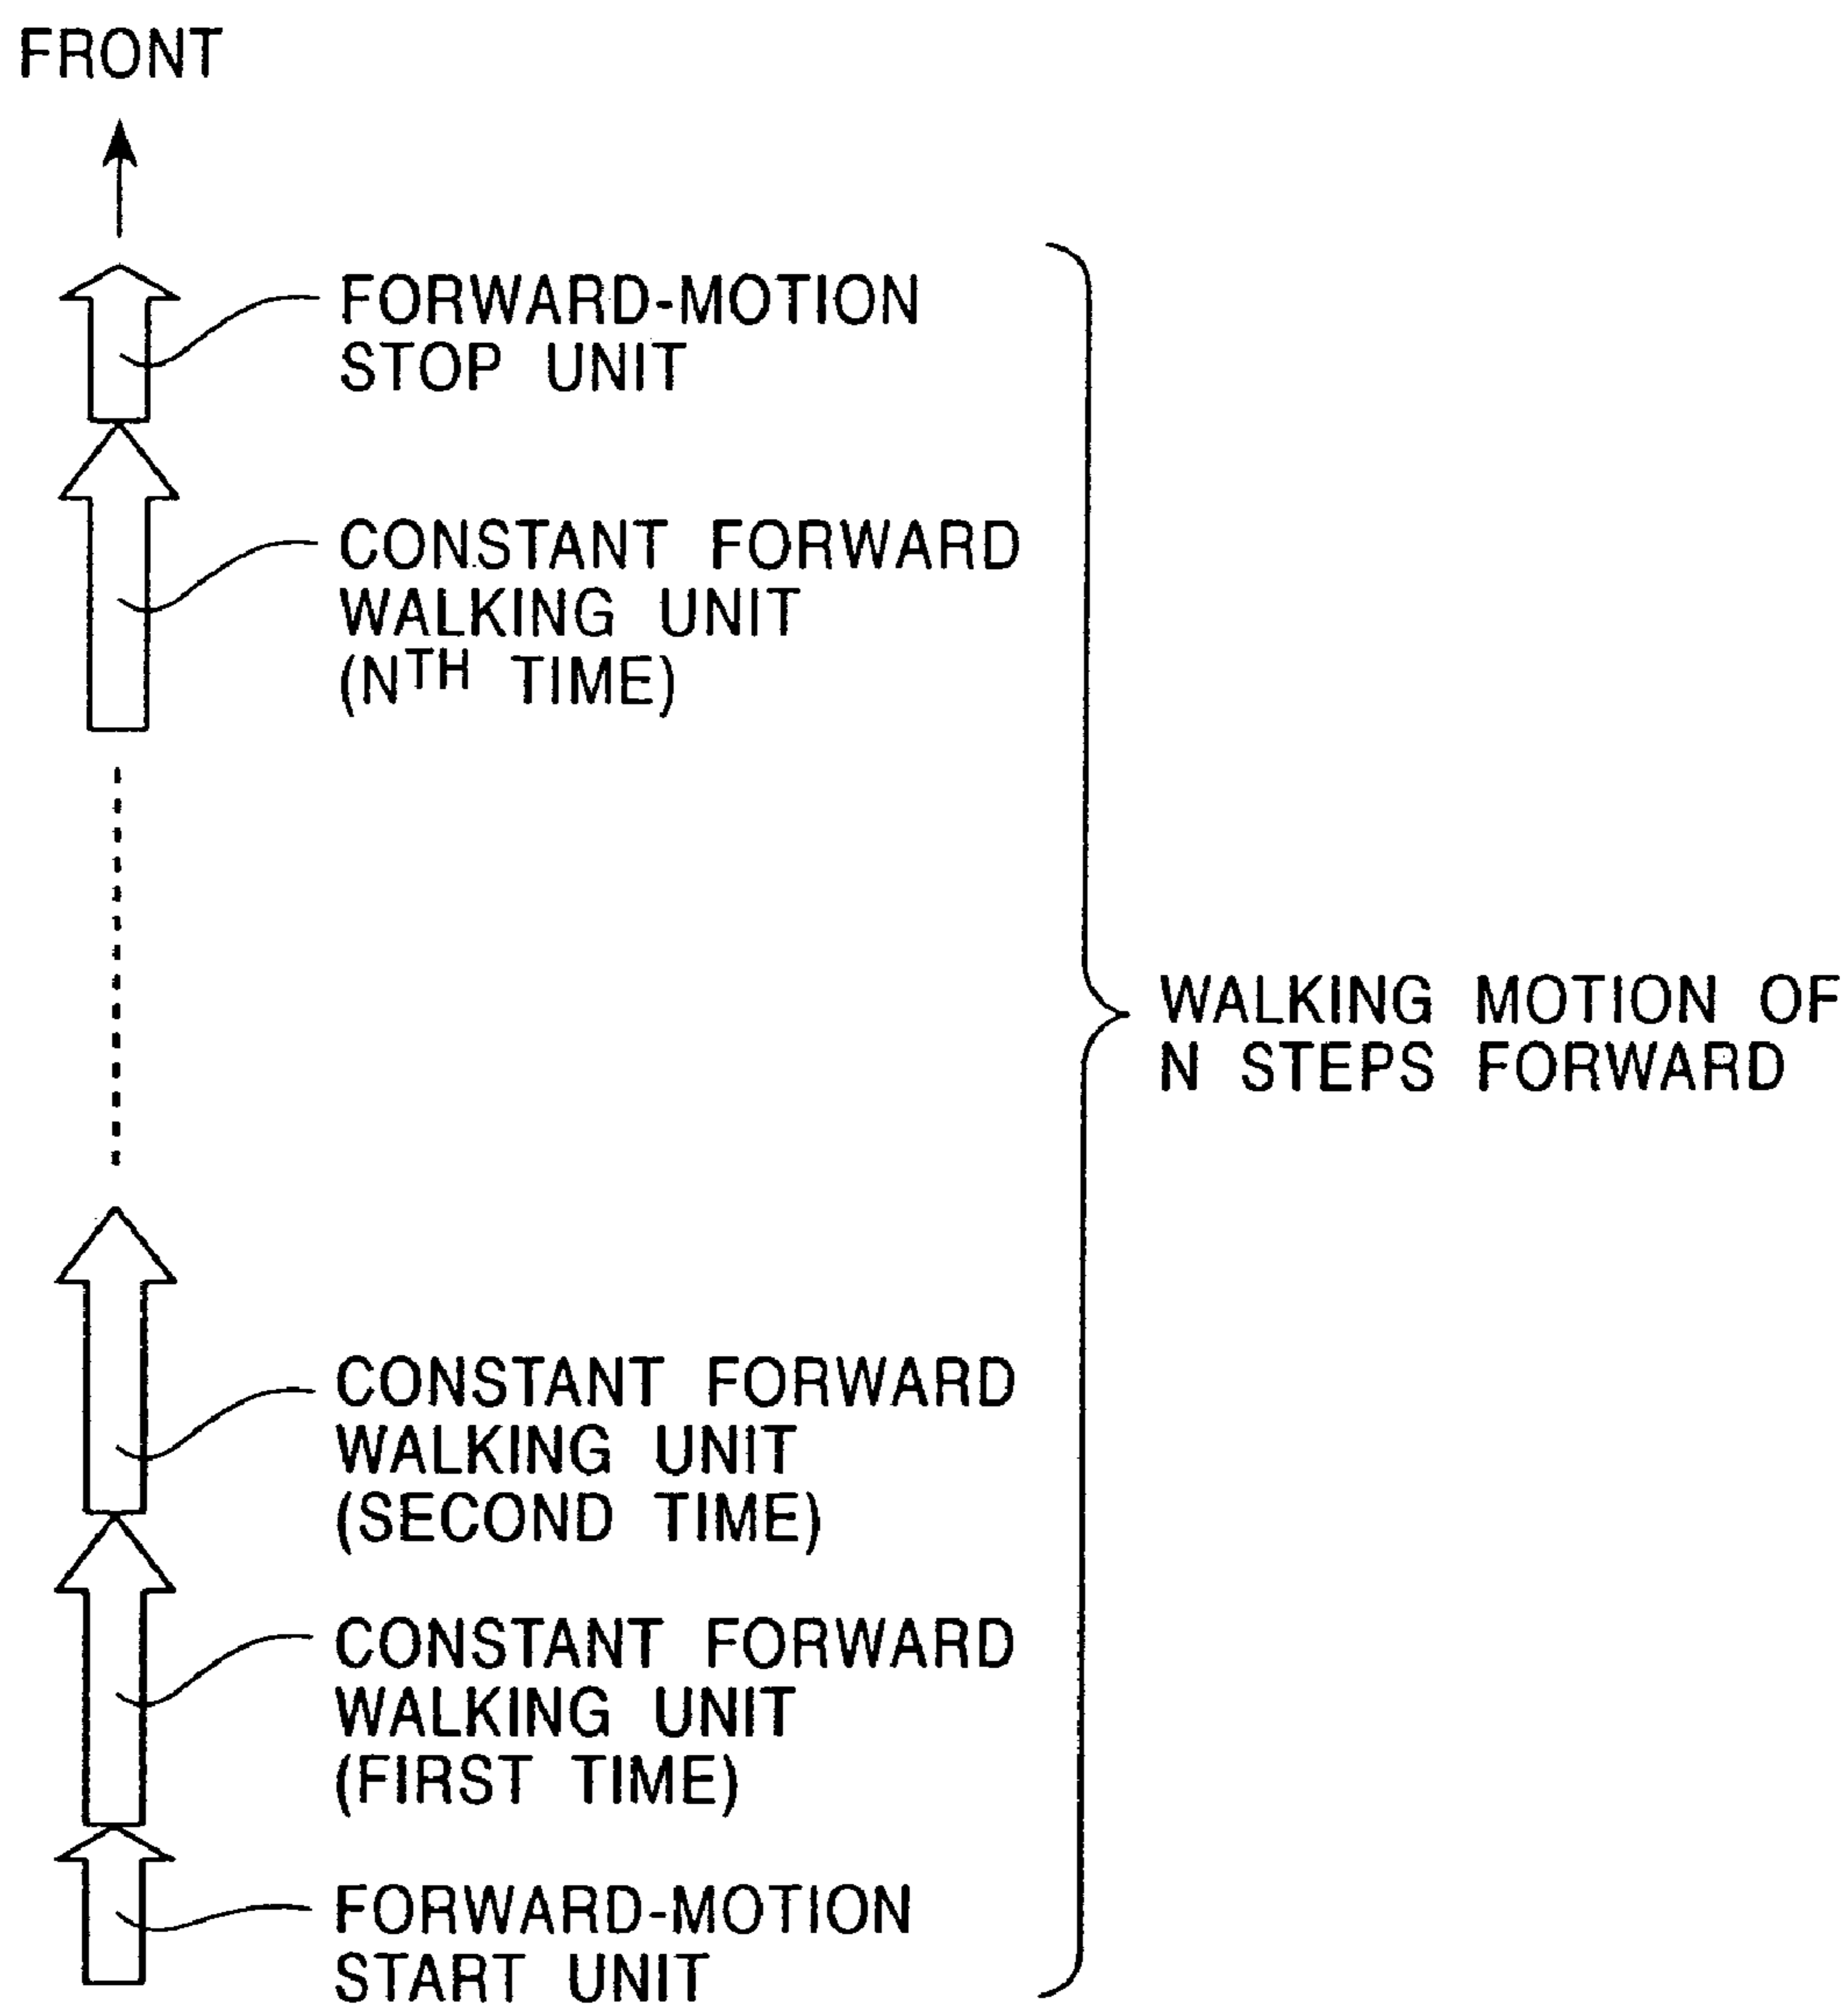 FRONT
FORWARD-MOTION
STOP UNIT
CONSTANT FORWARD
WALKING UNIT
(NTH TIME)
WALKING MOTION OF
N STEPS FORWARD
CONSTANT FORWARD
WALKING UNIT
(SECOND TIME)
CONSTANT FORWARD
WALKING UNIT
(FIRST TIME)
FORWARD-MOTION
START UNIT